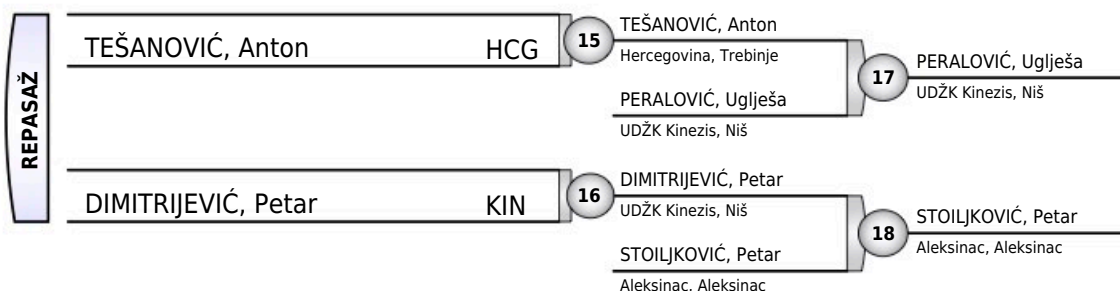 REPASAŽ
TEŠANOVIĆ, Anton HCG
15
TEŠANOVIĆ, Anton
Hercegovina, Trebinje
PERALOVIĆ, Uglješa
UDŽK Kinezis, Niš
17
PERALOVIĆ, Uglješa
UDŽK Kinezis, Niš
DIMITRIJEVIĆ, Petar KIN
16
DIMITRIJEVIĆ, Petar
UDŽK Kinezis, Niš
STOILJKOVIĆ, Petar
Aleksinac, Aleksinac
18
STOILJKOVIĆ, Petar
Aleksinac, Aleksinac